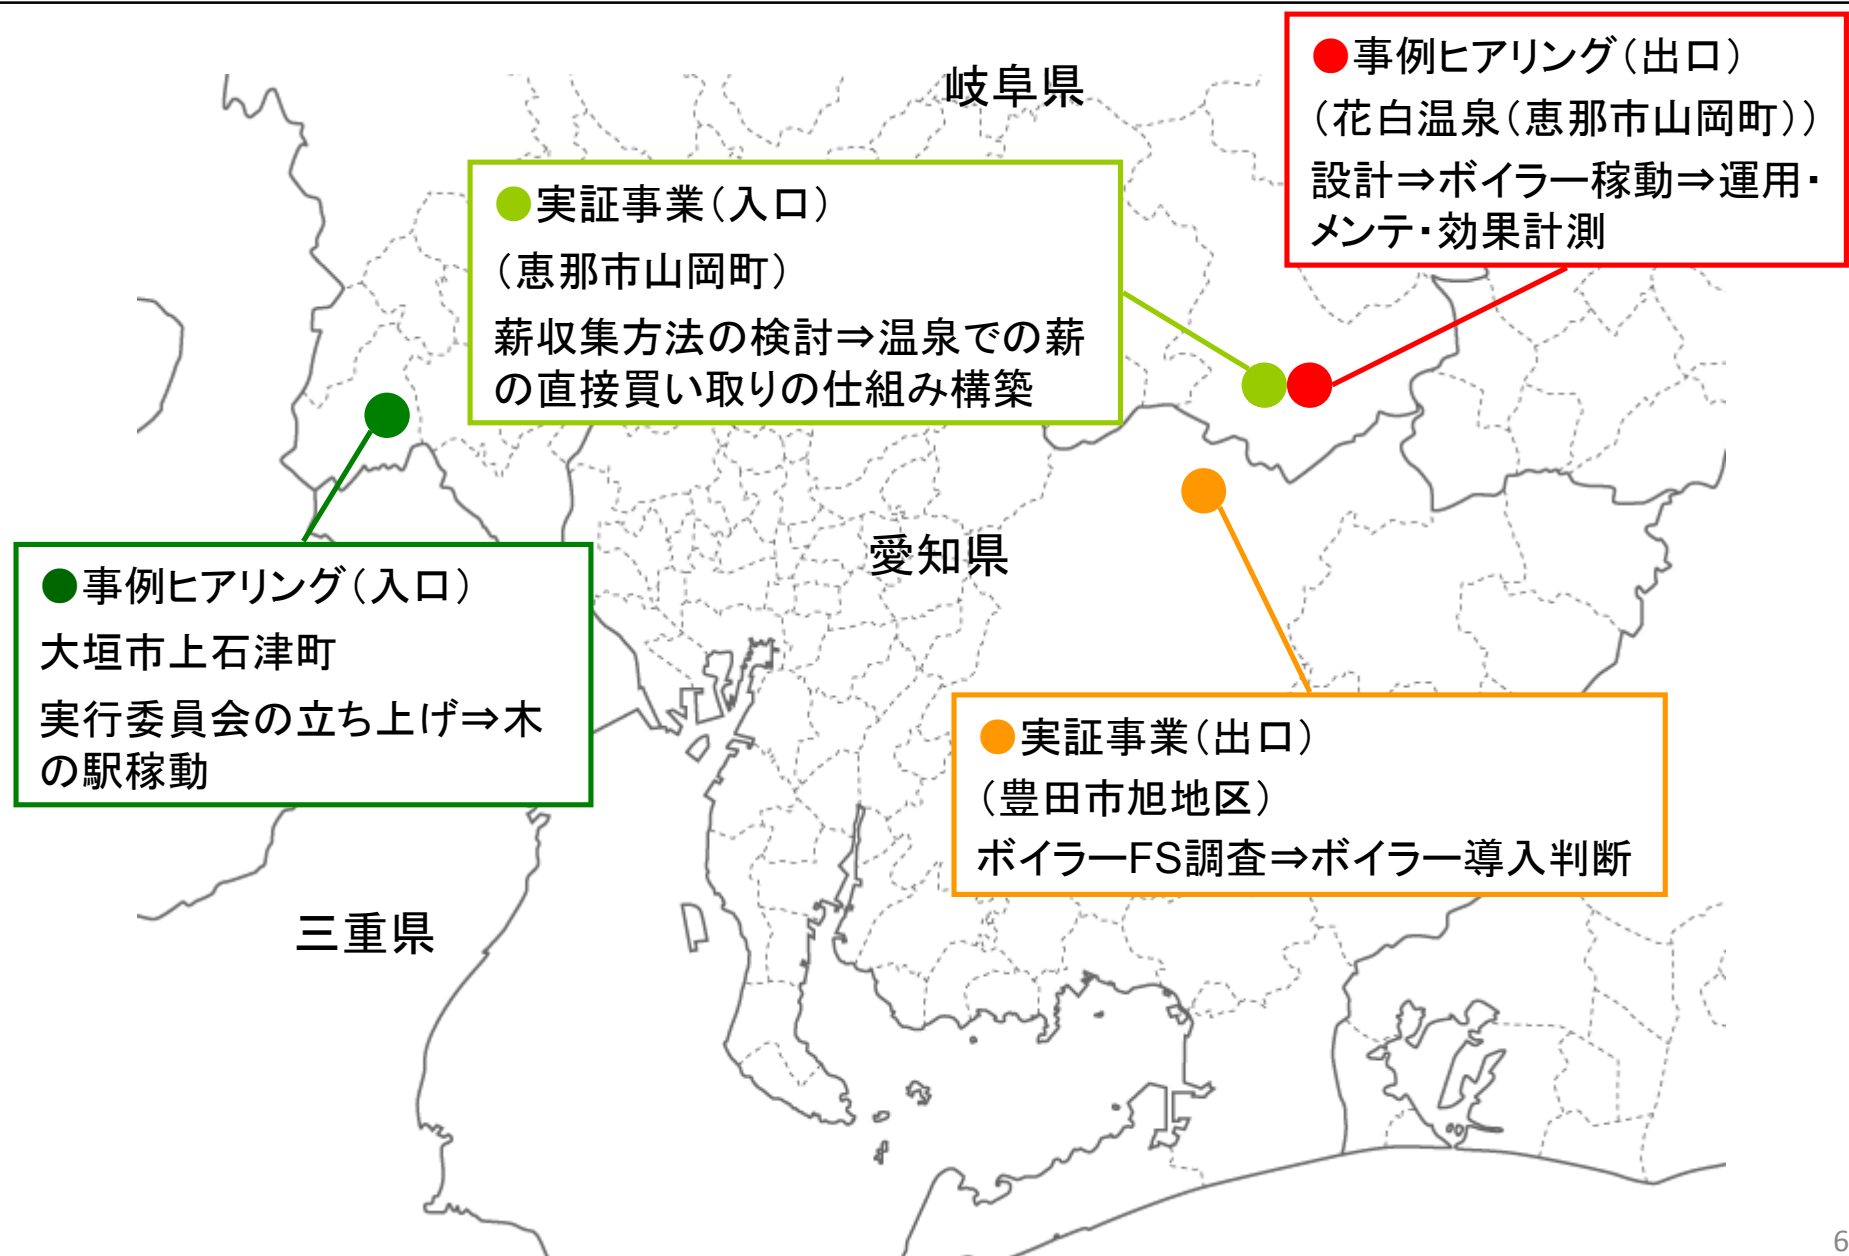 岐阜県
●事例ヒアリング(出口)
(花白温泉(恵那市山岡町))
設計⇒ボイラー稼動⇒運用・
メンテ・効果計測
●実証事業(入口)
(恵那市山岡町)
薪収集方法の検討⇒温泉での薪
の直接買い取りの仕組み構築
愛知県
●事例ヒアリング(入口)
大垣市上石津町
実行委員会の立ち上げ⇒木
の駅稼動
●実証事業(出口)
(豊田市旭地区)
ボイラーFS調査⇒ボイラー導入判断
三重県
6